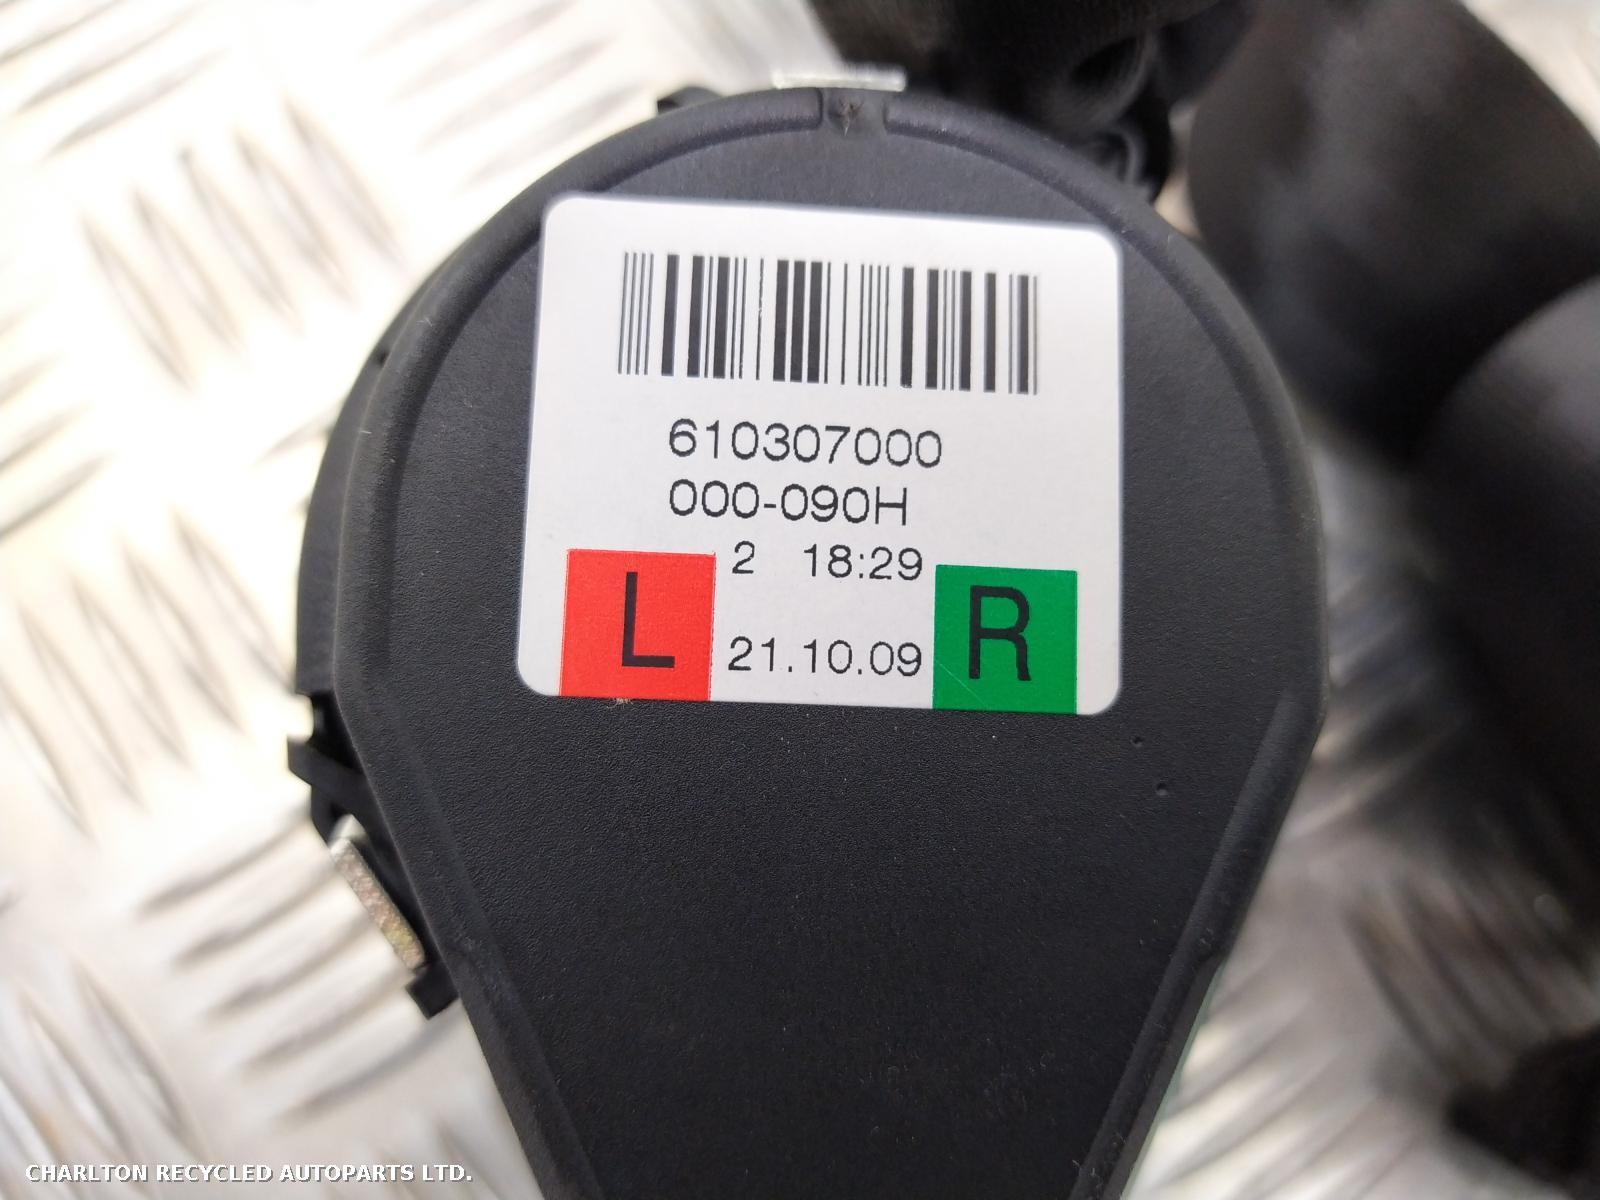 610307000
000-090H
2 18:29
L 21.10.09 R
CHARLTON RECYCLED AUTOPARTS LTD.